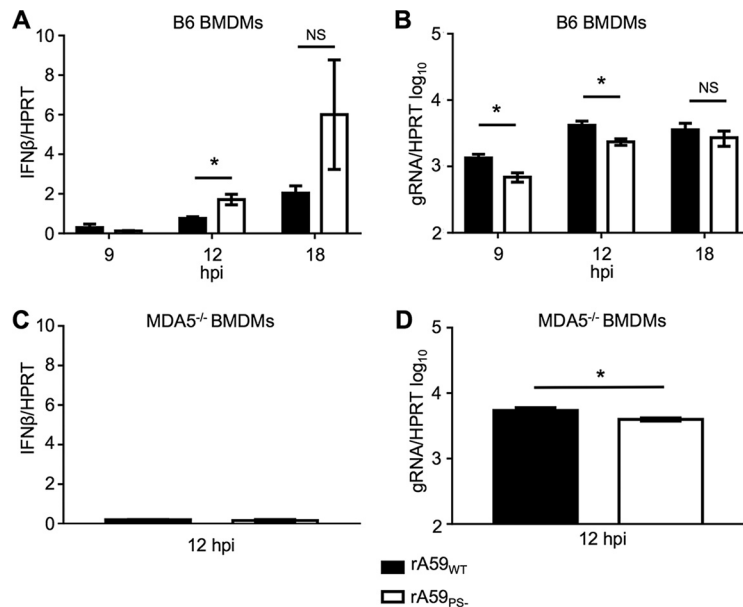 A
B6 BMDMs
IFNβ/HPRT
10
8
6
4
2
0
NS
*
9
12
18
hpi
B
B6 BMDMs
gRNA/HPRT log10
5
4
3
2
*
*
NS
9
12
18
hpi
C
MDA5-/- BMDMs
IFNβ/HPRT
10
8
6
4
2
0
12 hpi
D
MDA5-/- BMDMs
gRNA/HPRT log10
5
4
3
2
*
12 hpi
rA59WT
rA59PS-